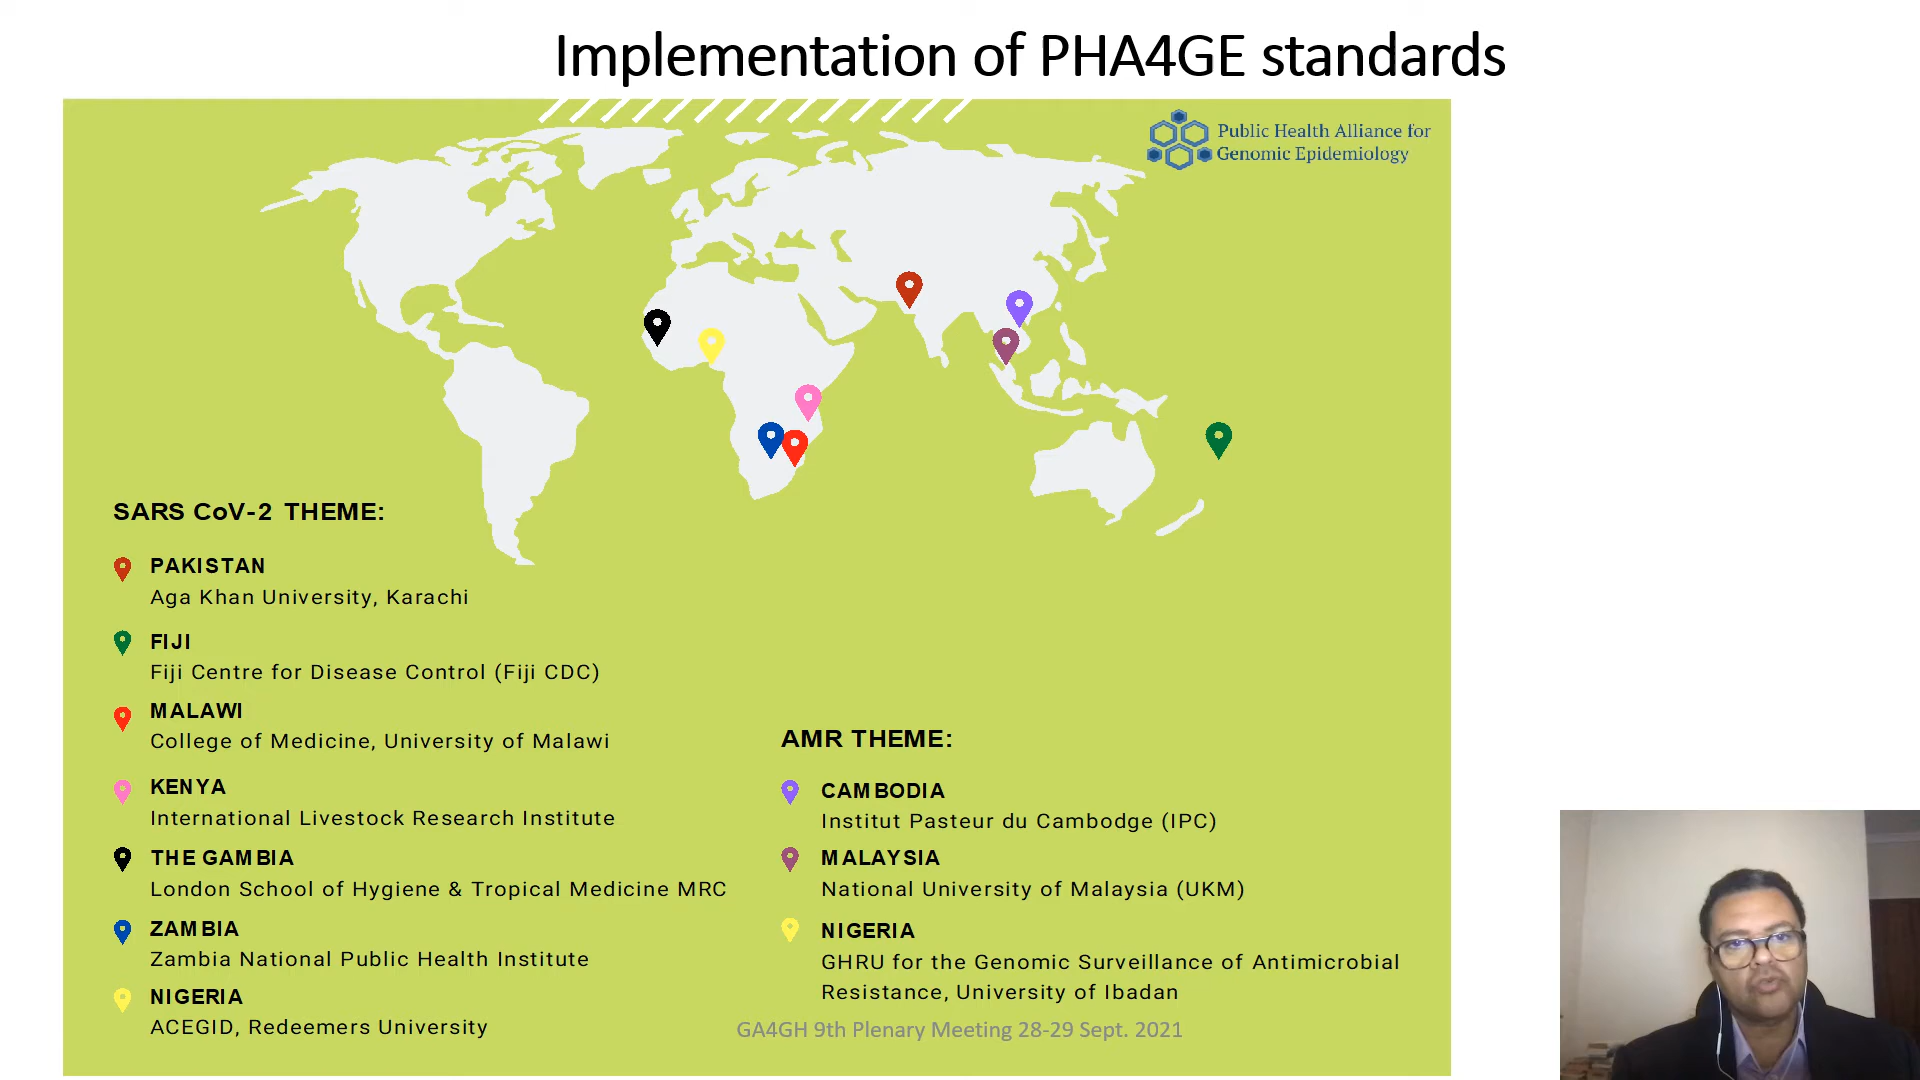 Implementation of PHA4GE standards
Public Health Alliance for
Genomic Epidemiology
SARS CoV-2 THEME:
PAKISTAN
Aga Khan University, Karachi
FIJI
Fiji Centre for Disease Control (Fiji CDC)
MALAWI
College of Medicine, University of Malawi
KENYA
International Livestock Research Institute
THE GAMBIA
London School of Hygiene & Tropical Medicine MRC
ZAMBIA
Zambia National Public Health Institute
NIGERIA
ACEGID, Redeemers University
AMR THEME:
CAMBODIA
Institut Pasteur du Cambodge (IPC)
MALAYSIA
National University of Malaysia (UKM)
NIGERIA
GHRU for the Genomic Surveillance of Antimicrobial
Resistance, University of Ibadan
GA4GH 9th Plenary Meeting 28-29 Sept. 2021